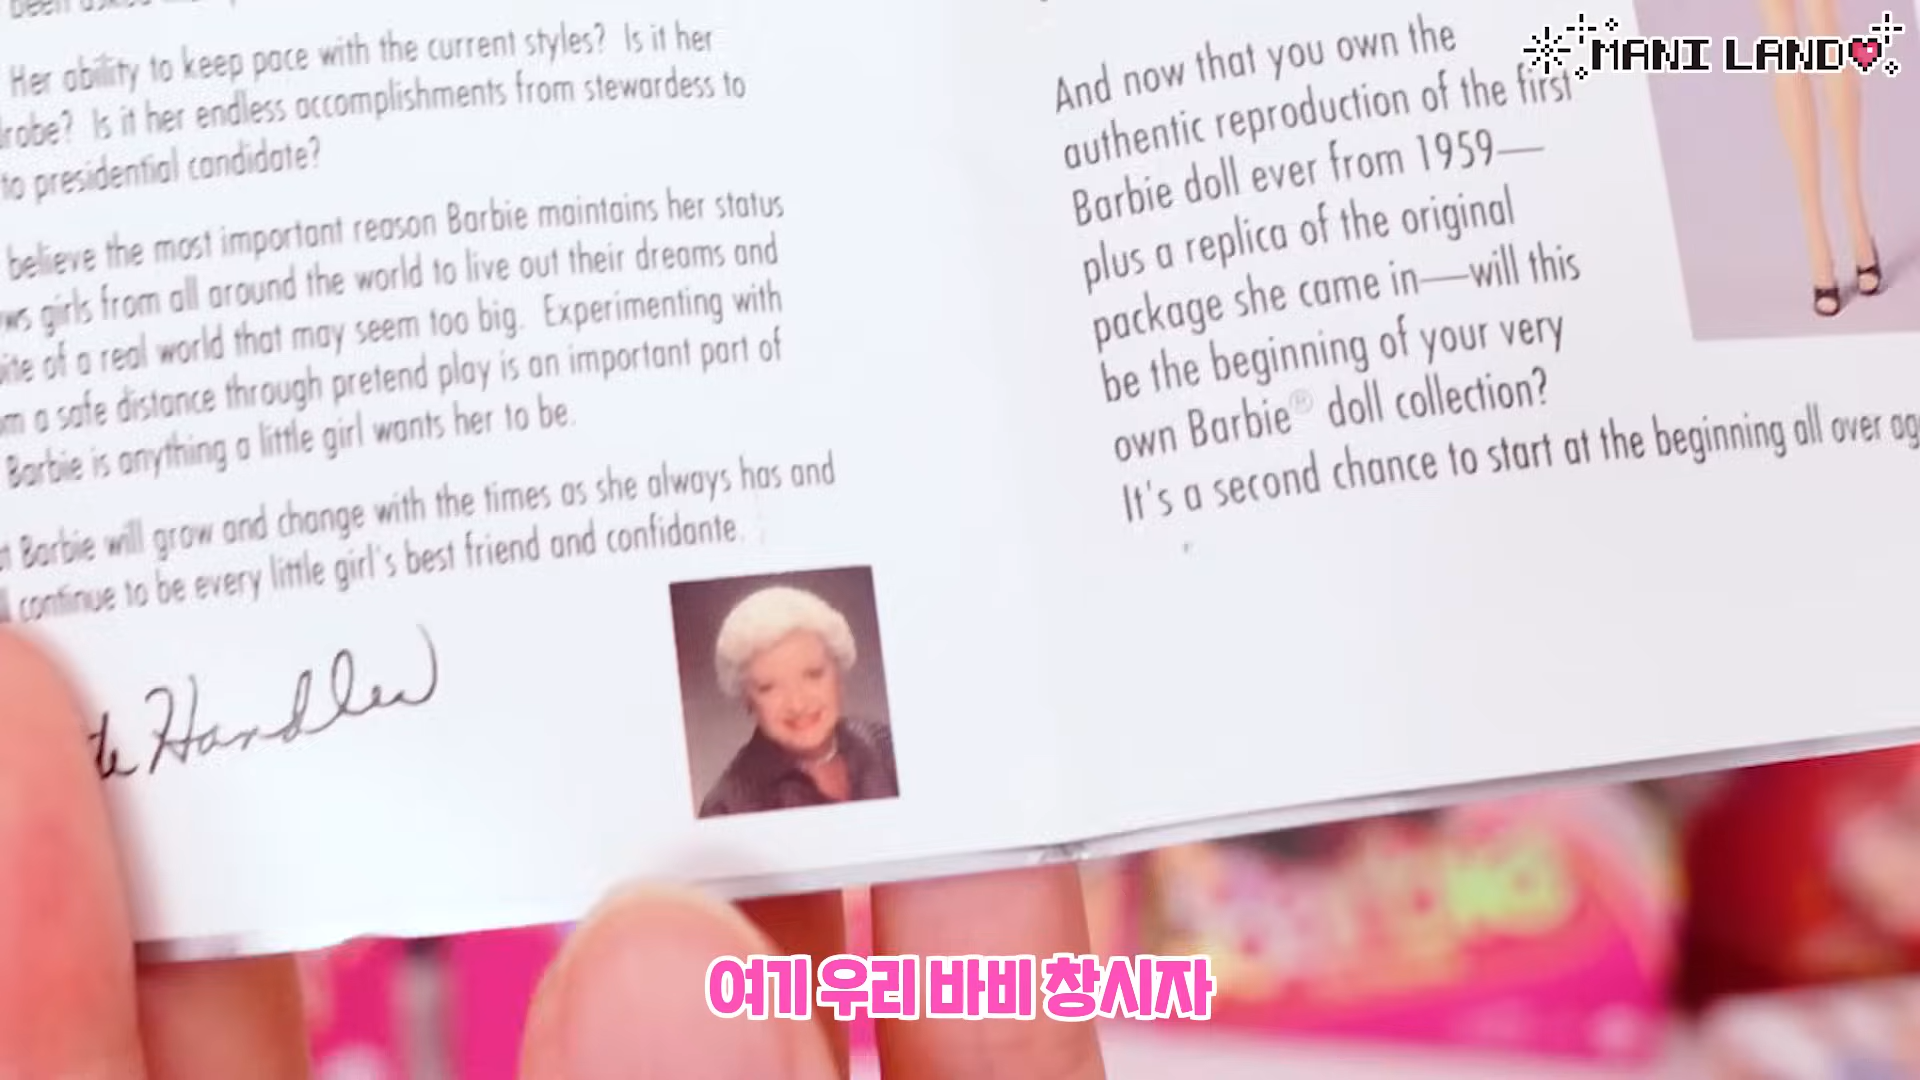 MANI LAND
Her ability to keep pace with the current styles? Is it her
robe? Is it her endless accomplishments from stewardess to
to presidential candidate?
believe the most important reason Barbie maintains her status
ws girls from all around the world to live out their dreams and
ite of a real world that may seem too big. Experimenting with
m a safe distance through pretend play is an important part of
Barbie is anything a little girl wants her to be.
t Barbie will grow and change with the times as she always has and
continue to be every little girl's best friend and confidante.
Handler
And now that you own the
authentic reproduction of the first
Barbie doll ever from 1959—
plus a replica of the original
package she came in—will this
be the beginning of your very
own Barbie® doll collection?
It's a second chance to start at the beginning all over ag
여기 우리 바비 창시자